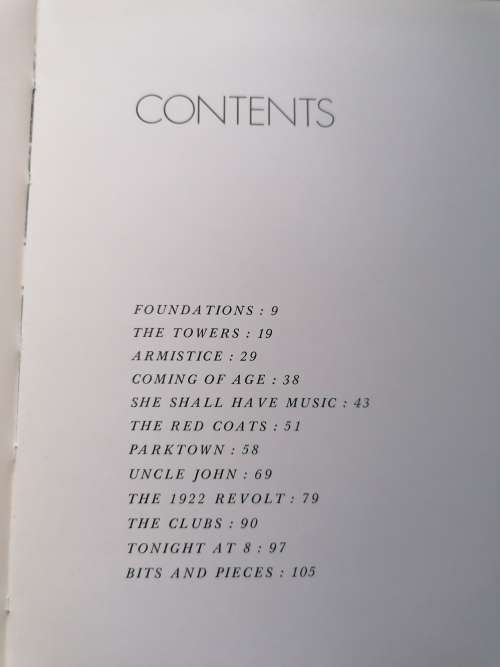 CONTENTS
FOUNDATIONS : 9
THE TOWERS : 19
ARMISTICE : 29
COMING OF AGE : 38
SHE SHALL HAVE MUSIC : 43
THE RED COATS : 51
PARKTOWN : 58
UNCLE JOHN : 69
THE 1922 REVOLT : 79
THE CLUBS : 90
TONIGHT AT 8 : 97
BITS AND PIECES : 105